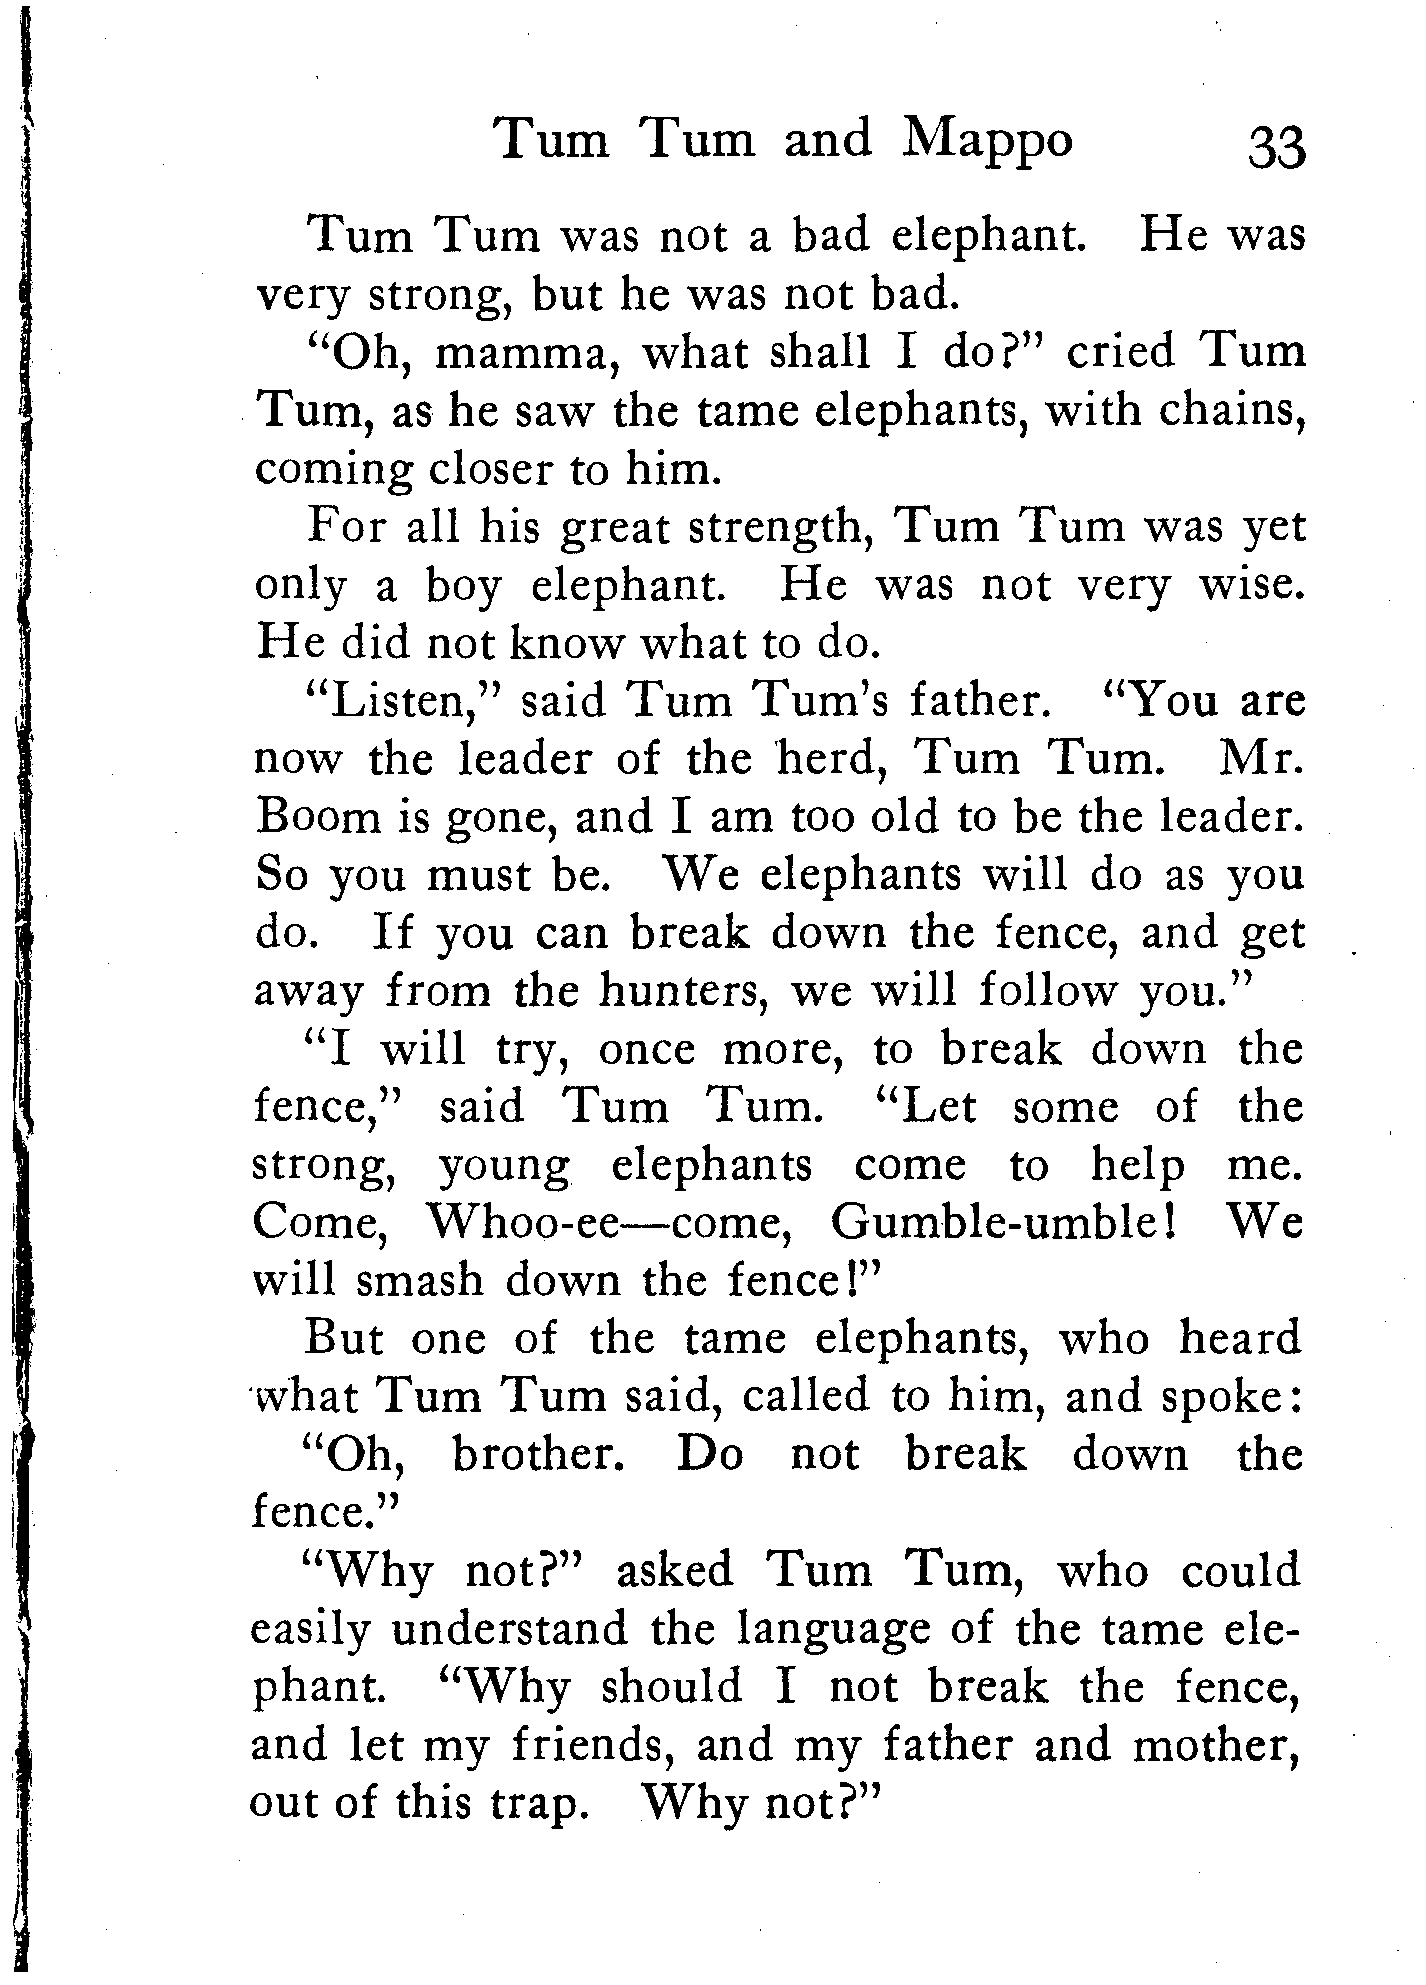 Tum Tum and Mappo 33
Tum Tum was not a bad elephant. He was
very strong, but he was not bad.
“Oh, mamma, what shall I do?” cried Tum
Tum, as he saw the tame elephants, with chains,
coming closer to him.
For all his great strength, Tum Tum was yet
only a boy elephant. He was not very wise.
He did not know what to do.
“Listen,” said Tum Tum's father. “You are
now the leader of the herd, Tum Tum. Mr.
Boom is gone, and I am too old to be the leader.
So you must be. We elephants will do as you
do. If you can break down the fence, and get
away from the hunters, we will follow you.”
“I will try, once more, to break down the
fence,” said Tum Tum. “Let some of the
strong, young elephants come to help me.
Come, Whoo-ee—come, Gumble-umble! We
will smash down the fence!”
But one of the tame elephants, who heard
what Tum Tum said, called to him, and spoke:
“Oh, brother. Do not break down the
fence.”
“Why not?” asked Tum Tum, who could
easily understand the language of the tame ele-
phant. “Why should I not break the fence,
and let my friends, and my father and mother,
out of this trap. Why not?”